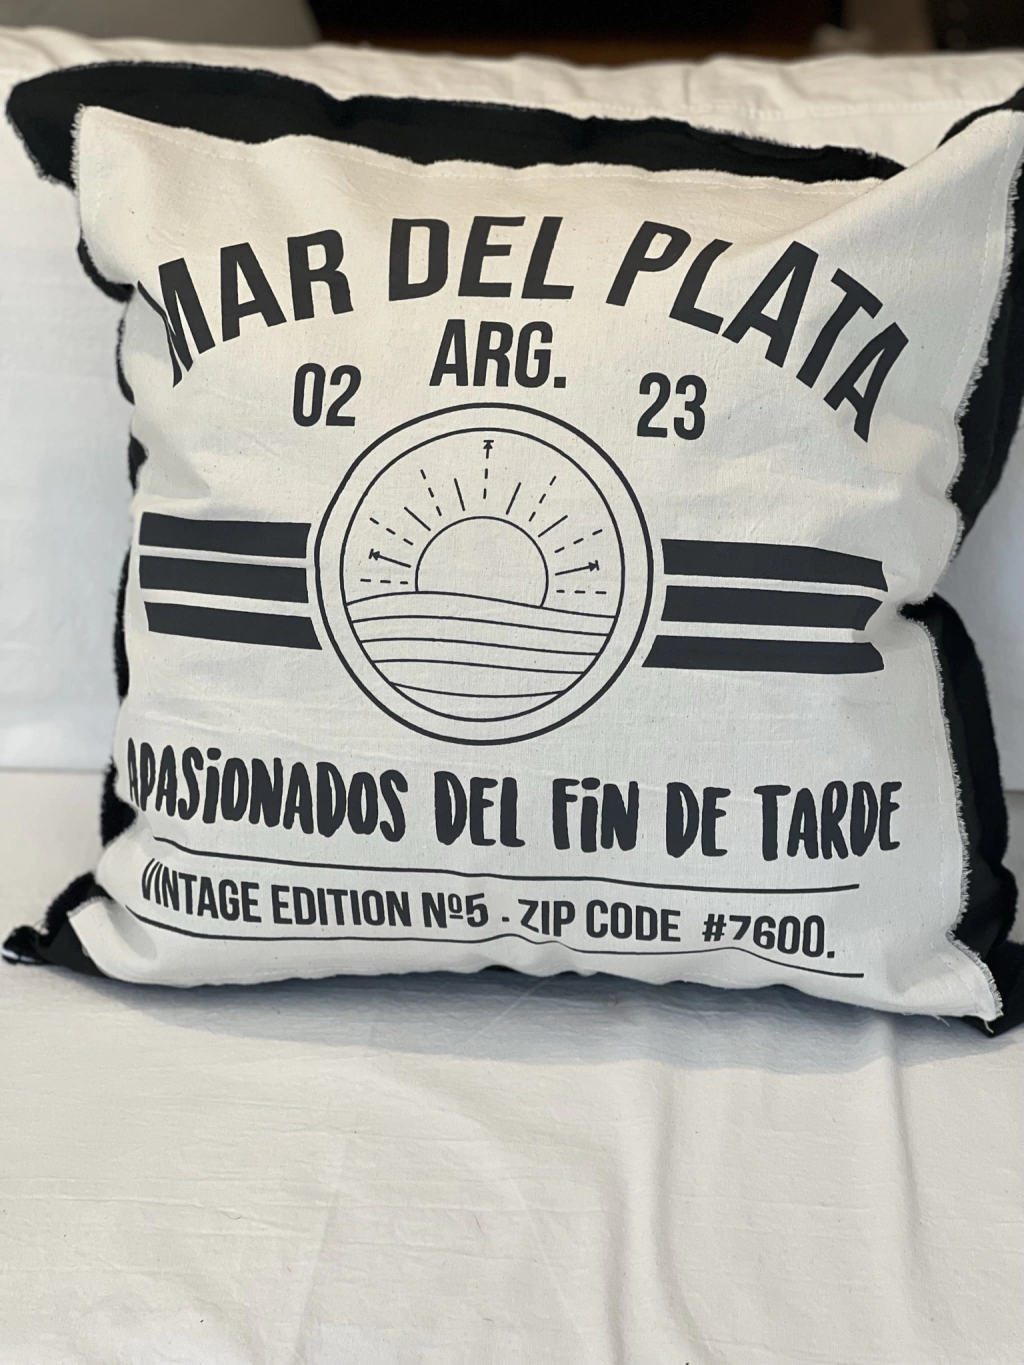 MAR DEL PLATA
ARG.
02 23
APASiONADOS DEL FiN DE TARDE
VINTAGE EDITION Nº5 . ZIP CODE #7600.